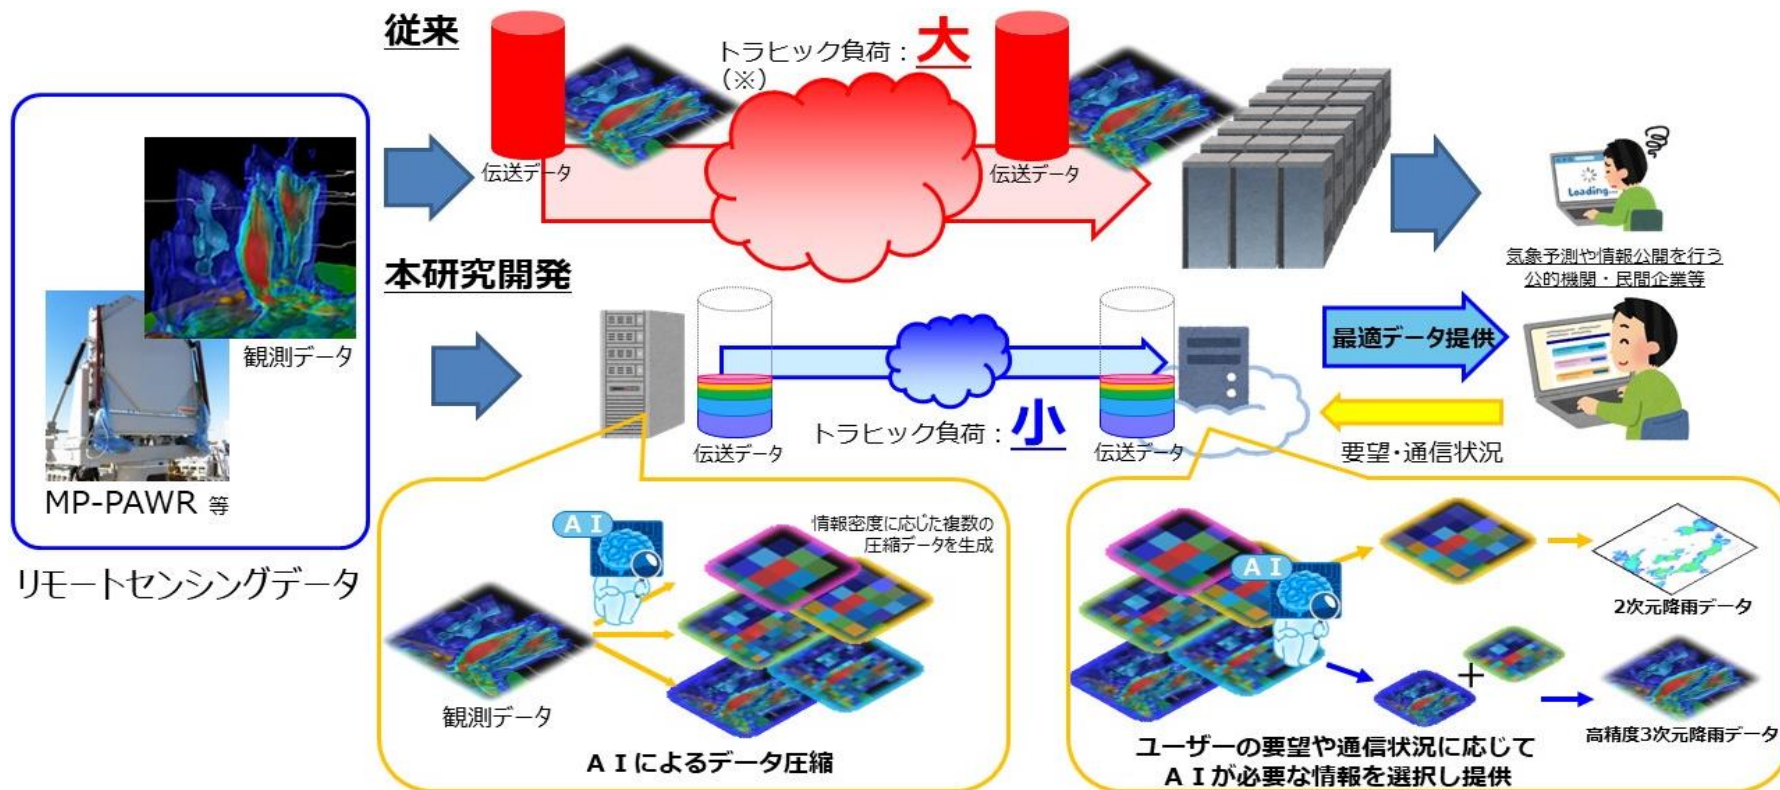 従来
トラヒック負荷：大
（※）
伝送データ
伝送データ
Loading...
気象予測や情報公開を行う
公的機関・民間企業等
観測データ
MP-PAWR 等
リモートセンシングデータ
本研究開発
伝送データ
トラヒック負荷：小
伝送データ
最適データ提供
要望・通信状況
AI
情報密度に応じた複数の
圧縮データを生成
観測データ
AIによるデータ圧縮
AI
2次元降雨データ
+
高精度3次元降雨データ
ユーザーの要望や通信状況に応じて
AIが必要な情報を選択し提供